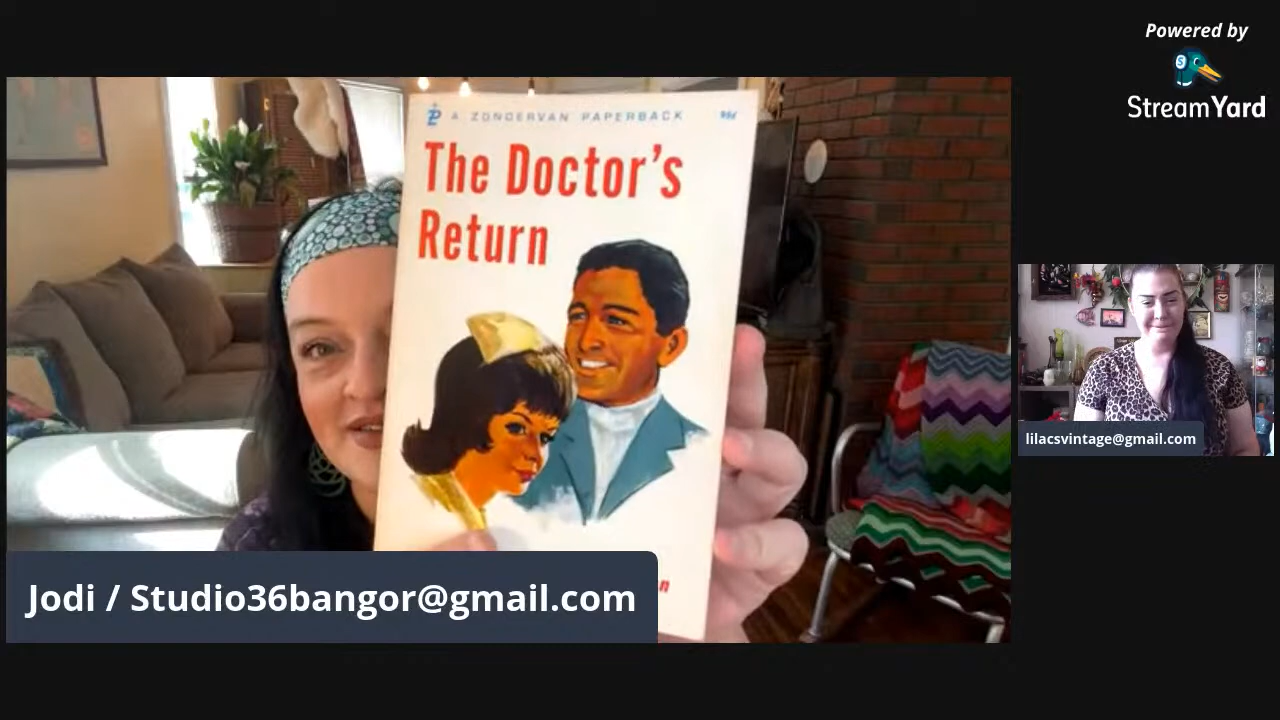 Powered by
StreamYard
A ZONDERVAN PAPERBACK
The Doctor's
Return
lilacsvintage@gmail.com
Jodi / Studio36bangor@gmail.com